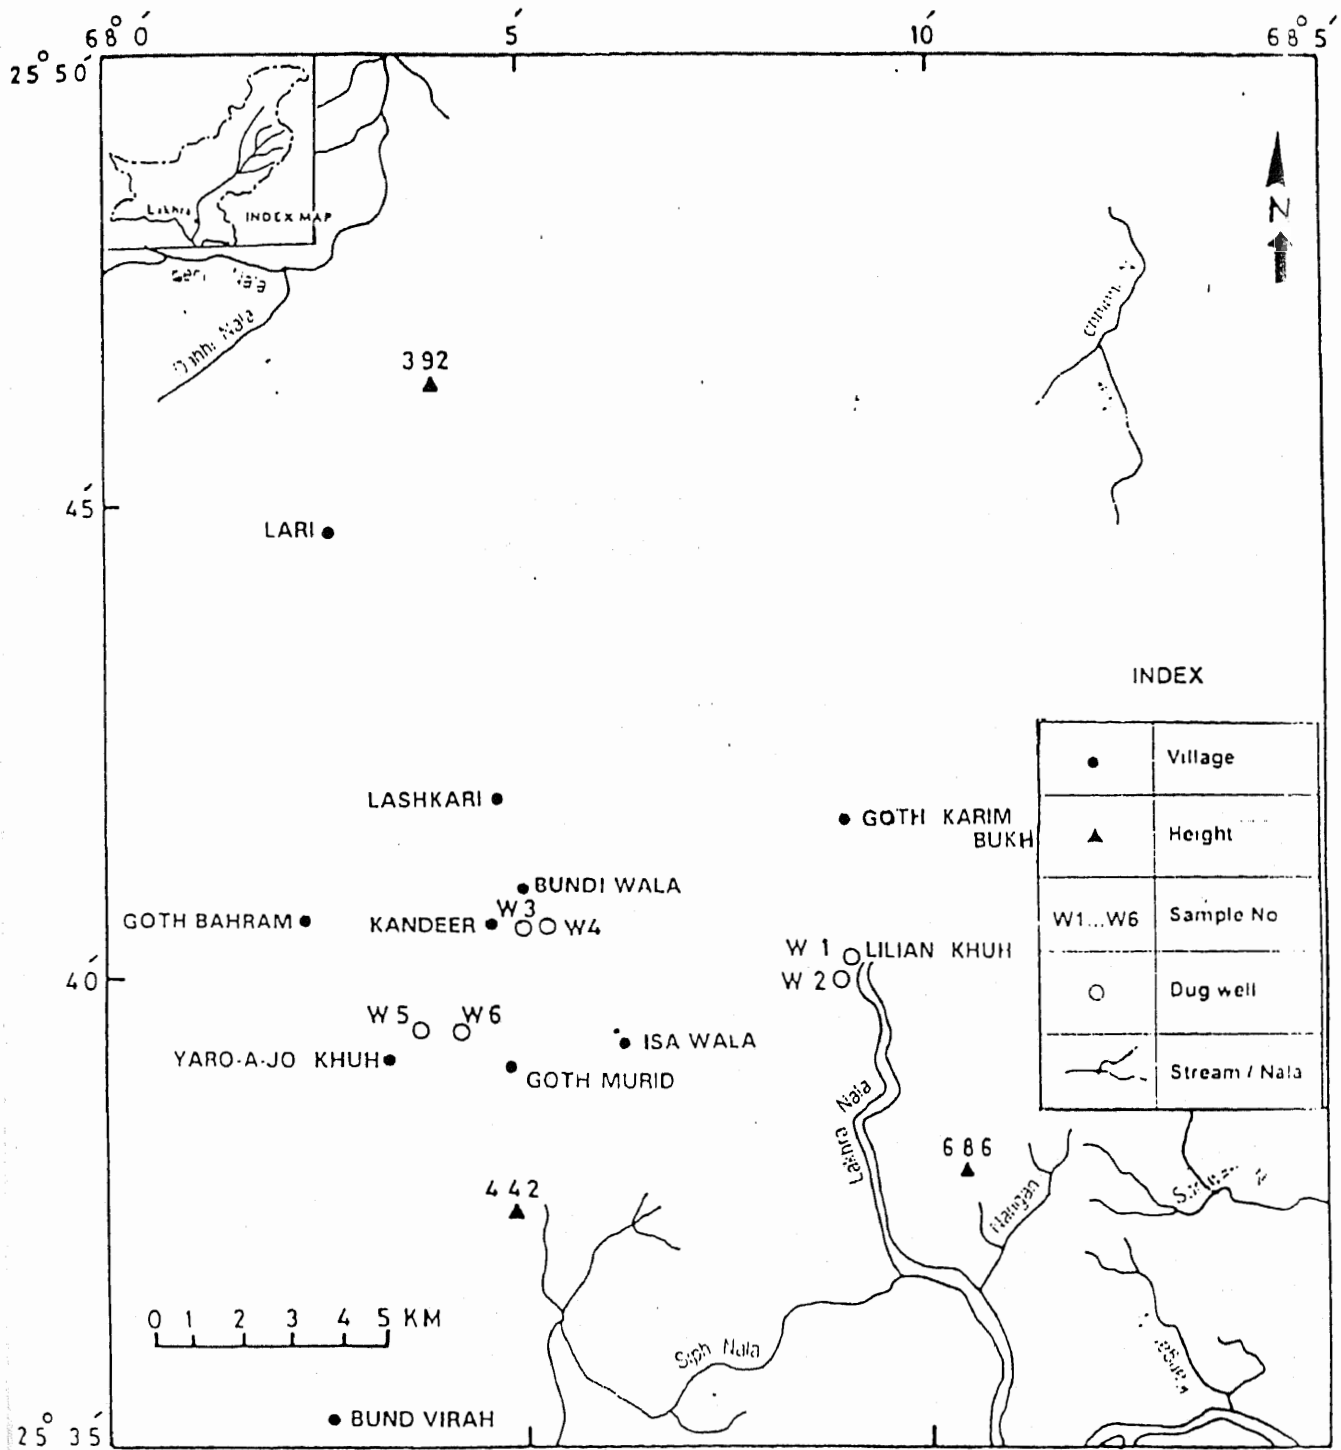 68° 0′ 5′ 10′ 68° 5′
25° 50′
Lakhra
INDEX MAP
Nala
Nala
392
N
45′
LARI
INDEX
Village
LASHKARI
GOTH KARIM
BUKH
Height
BUNDI WALA
W3
GOTH BAHRAM
KANDEER
W4
W1...W6 Sample No
W 1
LILIAN KHUH
40′
W 2
Dug well
W 5
W 6
ISA WALA
YARO-A-JO KHUH
GOTH MURID
Stream / Nala
Lakhra Nala
686
442
Nangan
0 1 2 3 4 5 KM
Siph Nala
BUND VIRAH
25° 35′